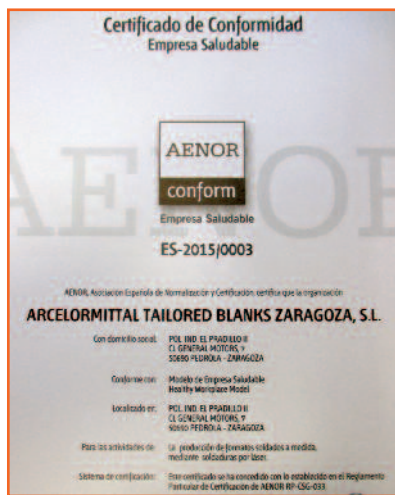 Certificado de Conformidad
Empresa Saludable
AENOR
AENOR
conform
Empresa Saludable
ES-2015/0003
AENOR, Asociación Española de Normalización y Certificación, certifica que la organización
ARCELORMITTAL TAILORED BLANKS ZARAGOZA, S.L.
Con domicilio social: POL. IND. EL PRADILLO II
CL GENERAL MOTORS, 9
50690 PEDROLA - ZARAGOZA
Conforme con: Modelo de Empresa Saludable
Healthy Workplace Model
Localizado en: POL. IND. EL PRADILLO II
CL GENERAL MOTORS, 9
50690 PEDROLA - ZARAGOZA
Para las actividades de: La producción de formatos soldados a medida,
mediante soldaduras por láser.
Sistema de certificación: Este certificado se ha concedido con lo establecido en el Reglamento
Particular de Certificación de AENOR RP-CSG-033